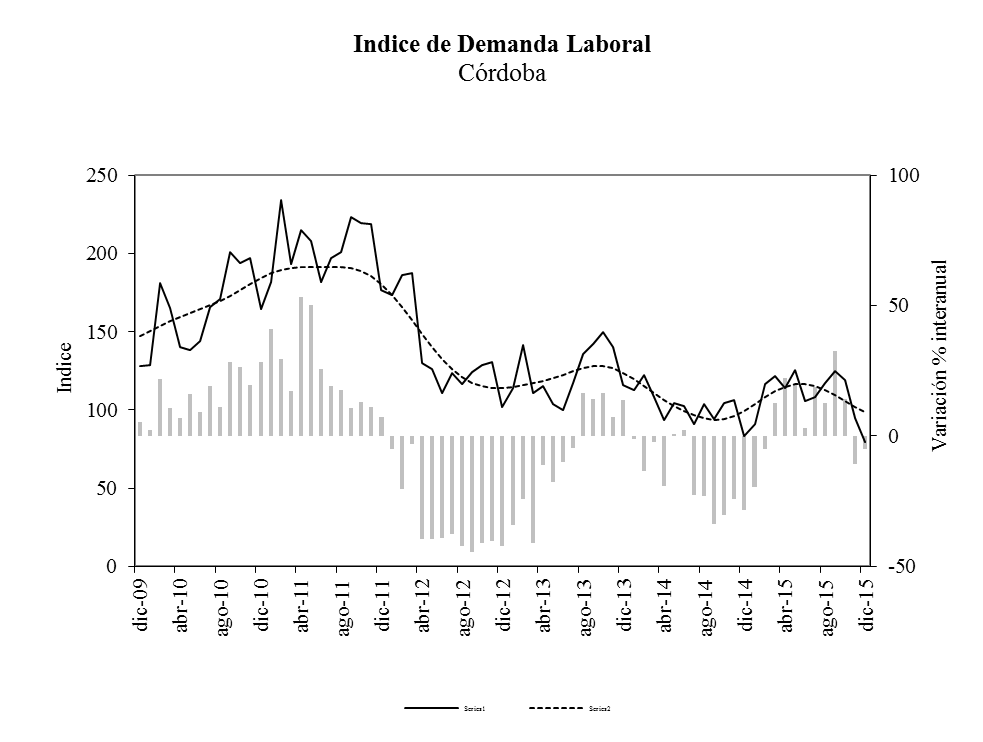 Indice de Demanda Laboral
Córdoba
250
200
150
100
50
0
Indice
100
50
0
-50
Variación % interanual
dic-09
abr-10
ago-10
dic-10
abr-11
ago-11
dic-11
abr-12
ago-12
dic-12
abr-13
ago-13
dic-13
abr-14
ago-14
dic-14
abr-15
ago-15
dic-15
Series1
Series2